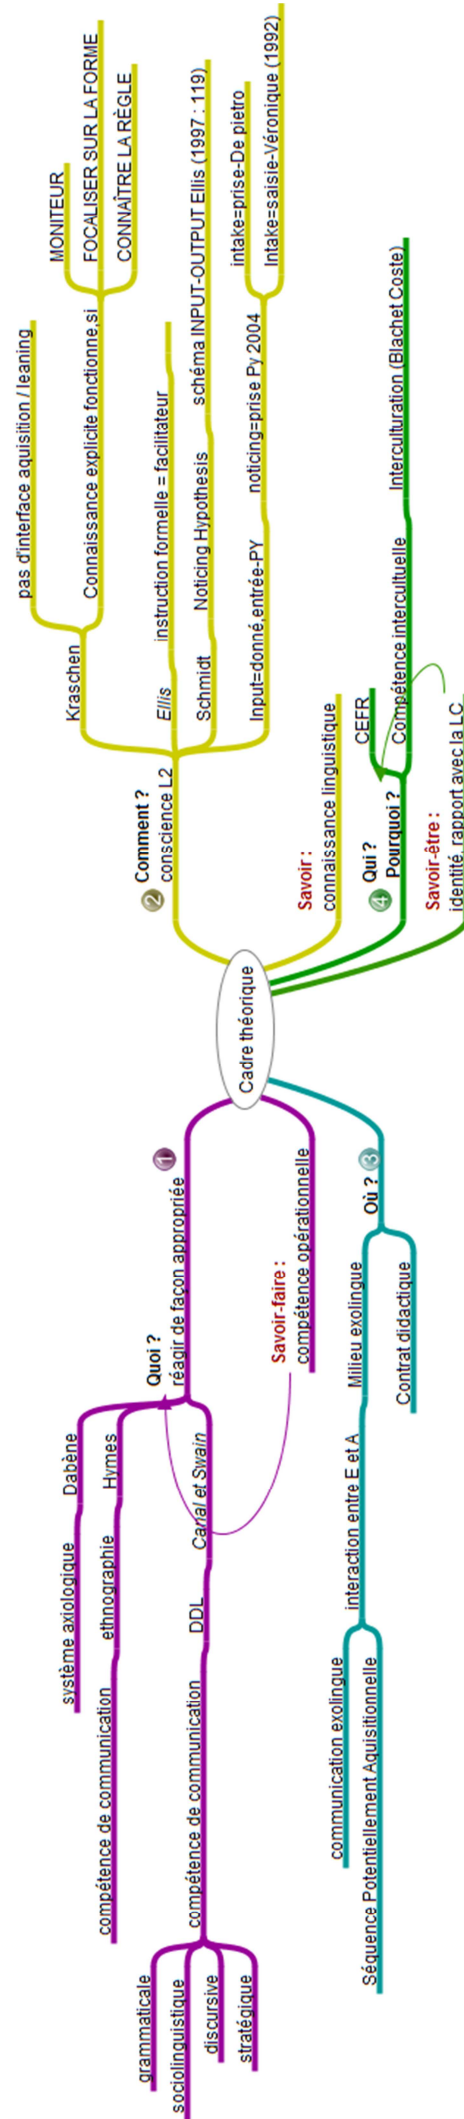 Cadre théorique
1
Quoi ?
réagir de façon appropriée
Dabène
système axiologique
Hymes
ethnographie
compétence de communication
Canal et Swain
DDL
compétence de communication
grammaticale
sociolinguistique
discursive
stratégique
Savoir-faire :
compétence opérationnelle
2
Comment ?
conscience L2
Kraschen
pas d'interface aquisition / leaning
Connaissance explicite fonctionne,si
MONITEUR
FOCALISER SUR LA FORME
CONNAÎTRE LA RÈGLE
Ellis
instruction formelle = facilitateur
Schmidt
Noticing Hypothesis
schéma INPUT-OUTPUT Ellis (1997 : 119)
Input=donné,entrée-PY
noticing=prise Py 2004
intake=prise-De pietro
Intake=saisie-Véronique (1992)
Savoir :
connaissance linguistique
3
Où ?
Milieu exolingue
interaction entre E et A
communication exolingue
Séquence Potentiellement Aquisitionnelle
Contrat didactique
4
Qui ?
Pourquoi ?
CEFR
Compétence intercultuelle
Interculturation (Blachet Coste)
Savoir-être :
identité, rapport avec la LC